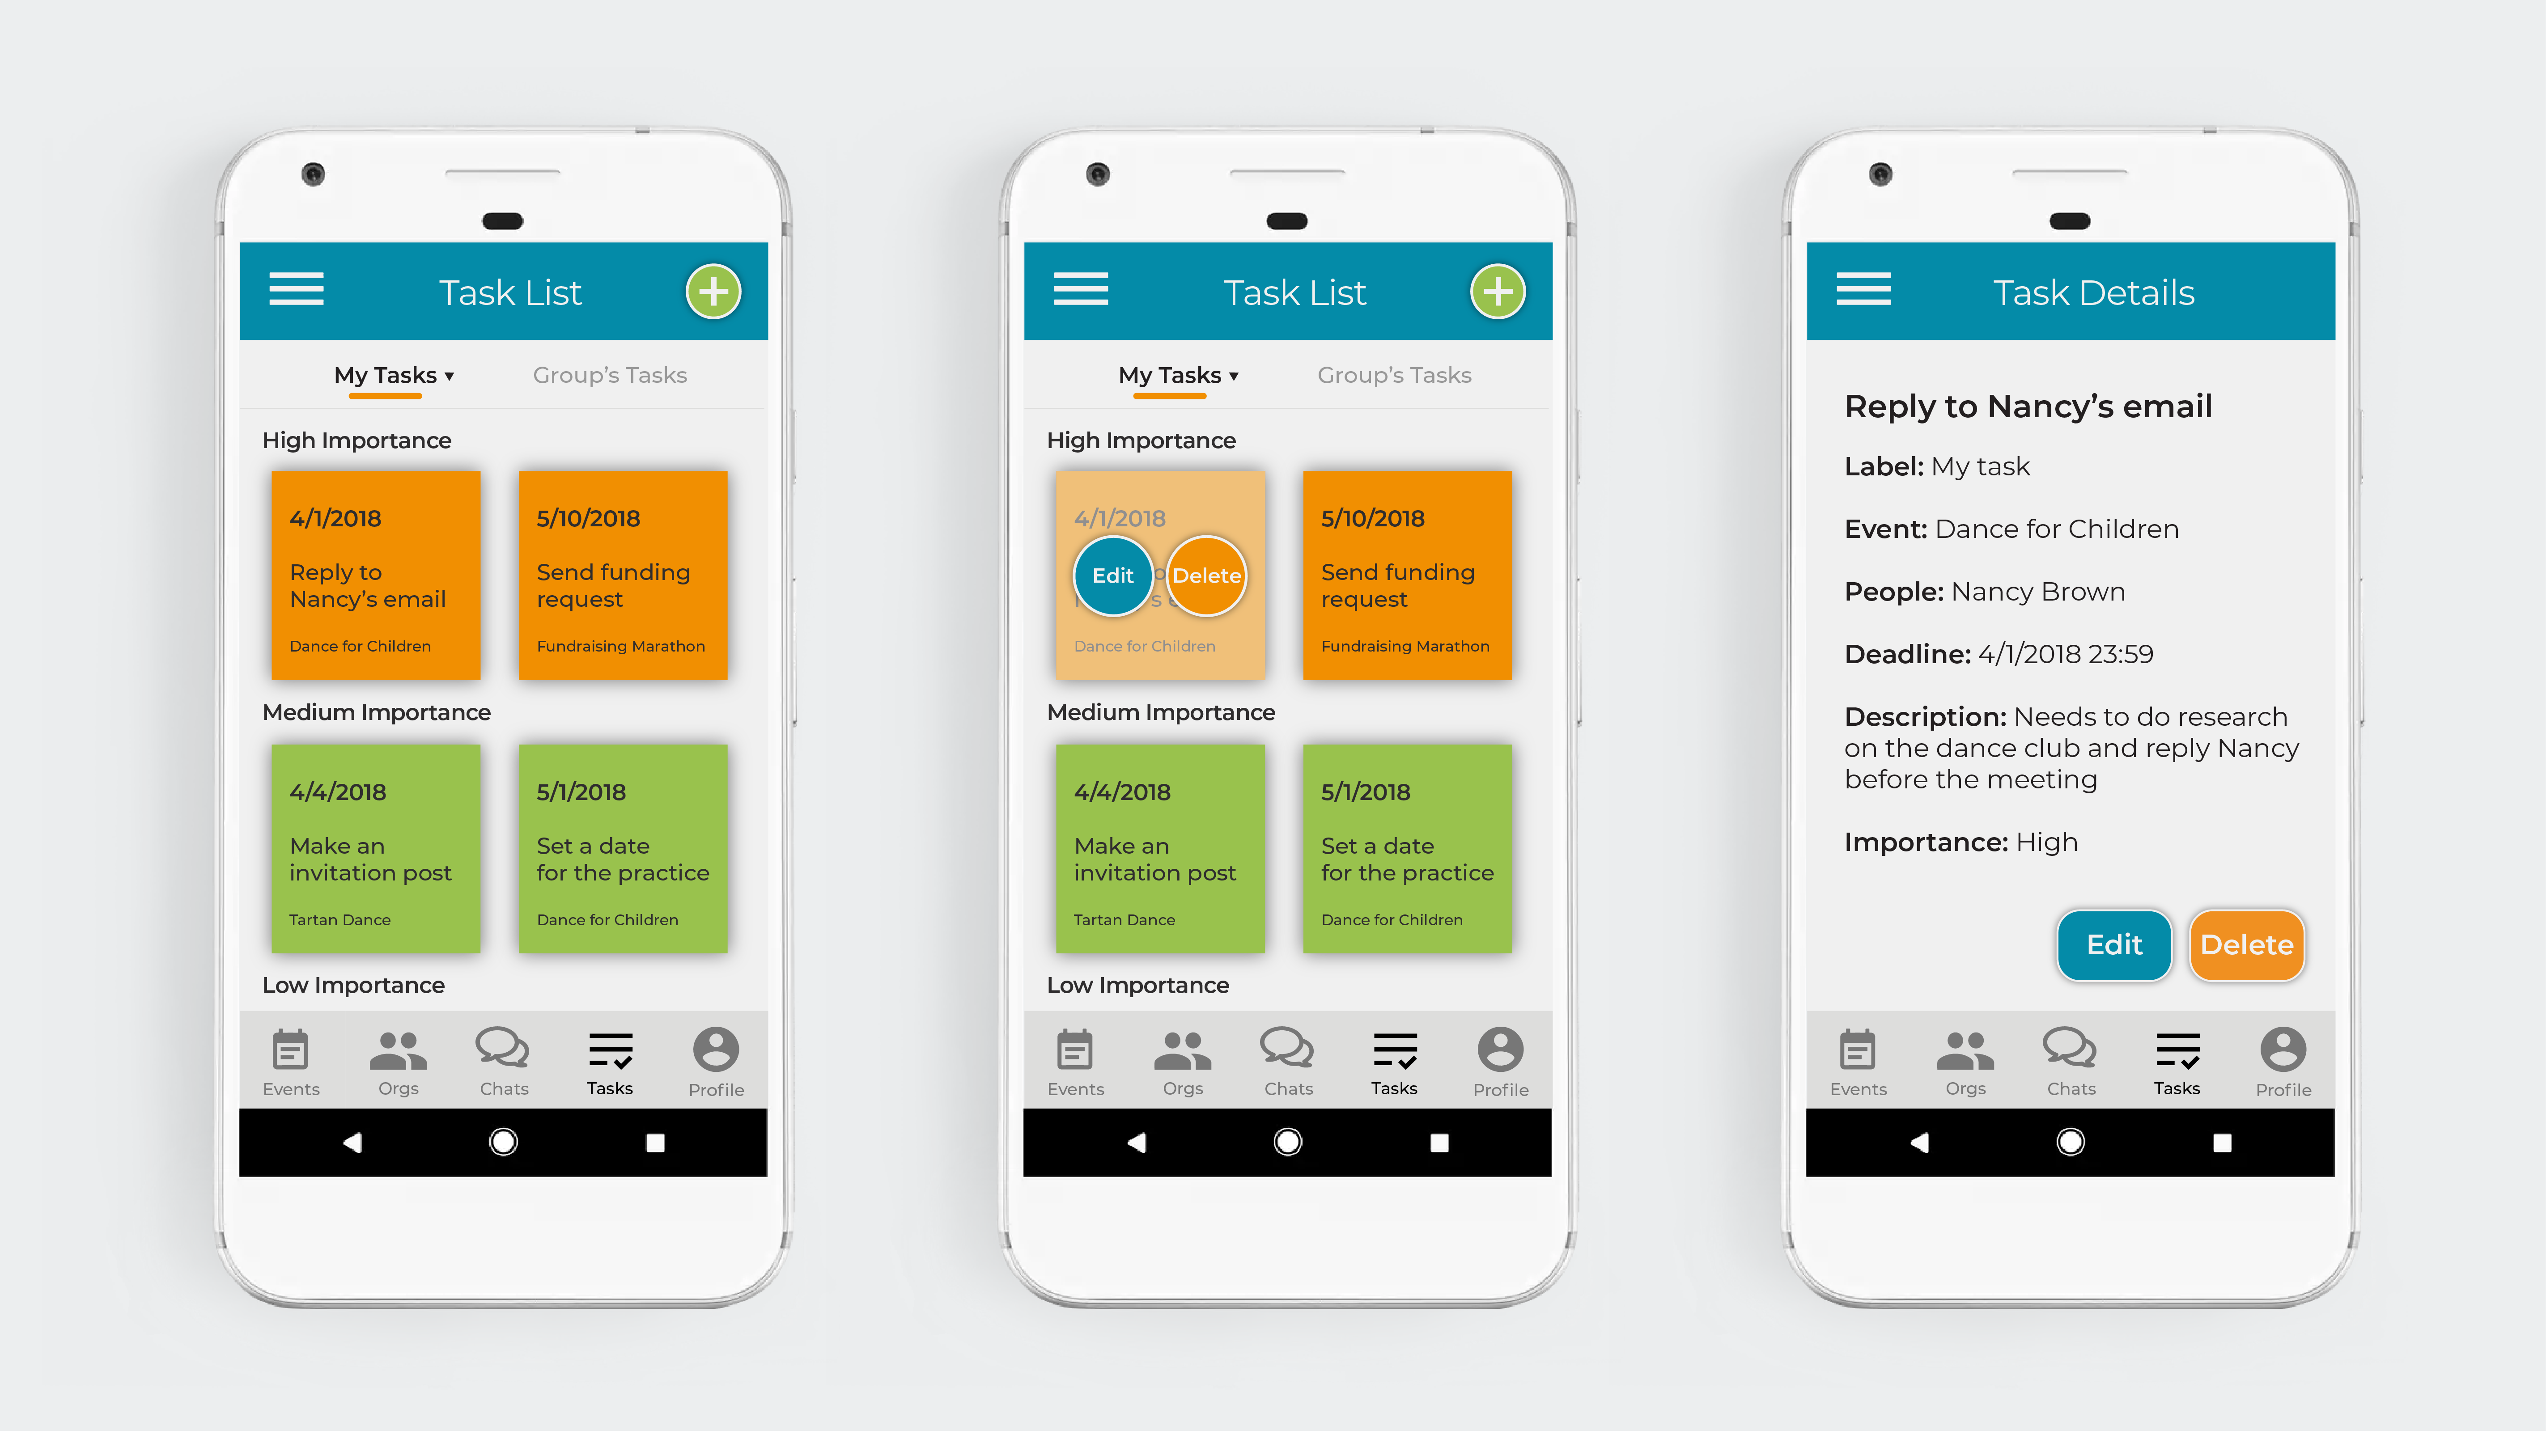 Task List
My Tasks ▼
Group's Tasks
High Importance
4/1/2018
Reply to
Nancy's email
Dance for Children
5/10/2018
Send funding
request
Fundraising Marathon
Medium Importance
4/4/2018
Make an
invitation post
Tartan Dance
5/1/2018
Set a date
for the practice
Dance for Children
Low Importance
Events
Orgs
Chats
Tasks
Profile
Task List
My Tasks ▼
Group's Tasks
High Importance
4/1/2018
Edit
Delete
Dance for Children
5/10/2018
Send funding
request
Fundraising Marathon
Medium Importance
4/4/2018
Make an
invitation post
Tartan Dance
5/1/2018
Set a date
for the practice
Dance for Children
Low Importance
Events
Orgs
Chats
Tasks
Profile
Task Details
Reply to Nancy's email
Label: My task
Event: Dance for Children
People: Nancy Brown
Deadline: 4/1/2018 23:59
Description: Needs to do research
on the dance club and reply Nancy
before the meeting
Importance: High
Edit
Delete
Events
Orgs
Chats
Tasks
Profile